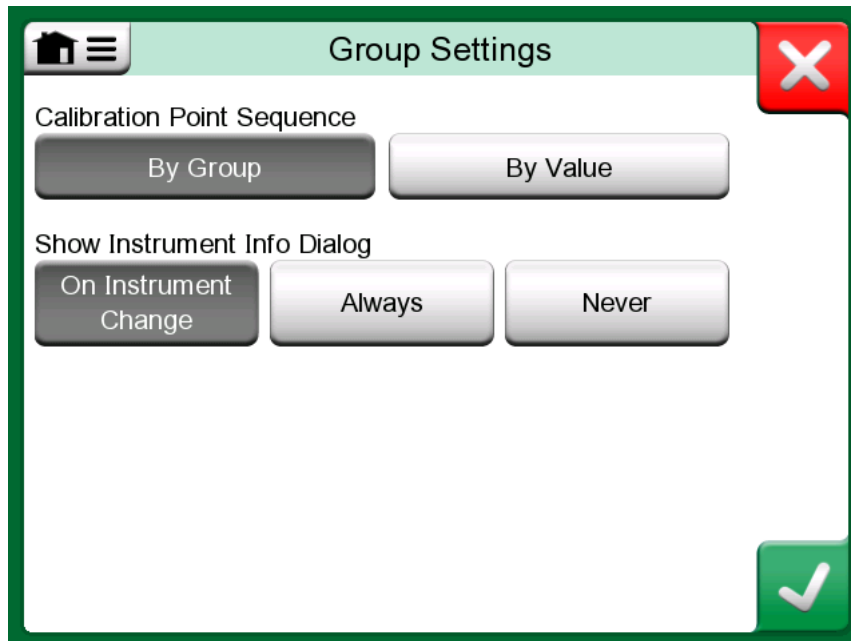 Group Settings
Calibration Point Sequence
By Group
By Value
Show Instrument Info Dialog
On Instrument
Change
Always
Never